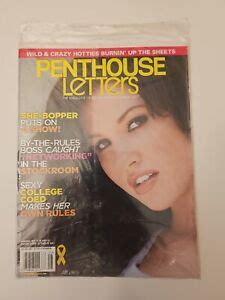 WILD & CRAZY HOTTIES BURNIN' UP THE SHEETS
PENTHOUSE
LETTERS
SHE-BOPPER
PUTS ON
A SHOW!
BY-THE-RULES
BOSS CAUGHT
"NETWORKING"
IN THE
STOCKROOM
SEXY
COLLEGE
COED
MAKES HER
OWN RULES